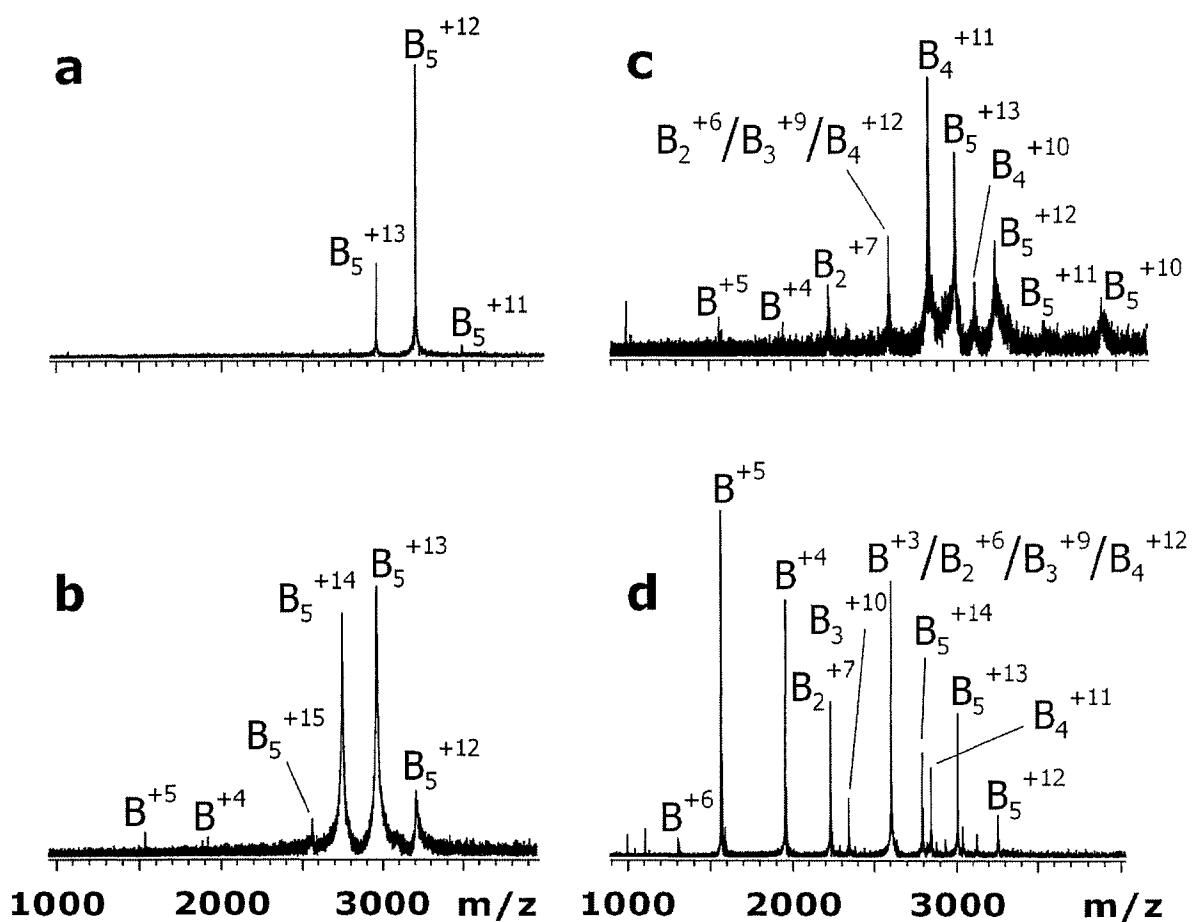 a
B₅⁺¹²
B₅⁺¹³
B₅⁺¹¹
c
B₄⁺¹¹
B₂⁺⁶/B₃⁺⁹/B₄⁺¹²
B₅⁺¹³
B₄⁺¹⁰
B₅⁺¹²
B₂⁺⁷
B⁺⁵
B⁺⁴
B₅⁺¹¹
B₅⁺¹⁰
b
B₅⁺¹³
B₅⁺¹⁴
B₅⁺¹⁵
B₅⁺¹²
B⁺⁵
B⁺⁴
1000 2000 3000 m/z
d
B⁺⁵
B⁺³/B₂⁺⁶/B₃⁺⁹/B₄⁺¹²
B⁺⁴
B₃⁺¹⁰
B₅⁺¹⁴
B₂⁺⁷
B₅⁺¹³
B₄⁺¹¹
B₅⁺¹²
B⁺⁶
1000 2000 3000 m/z